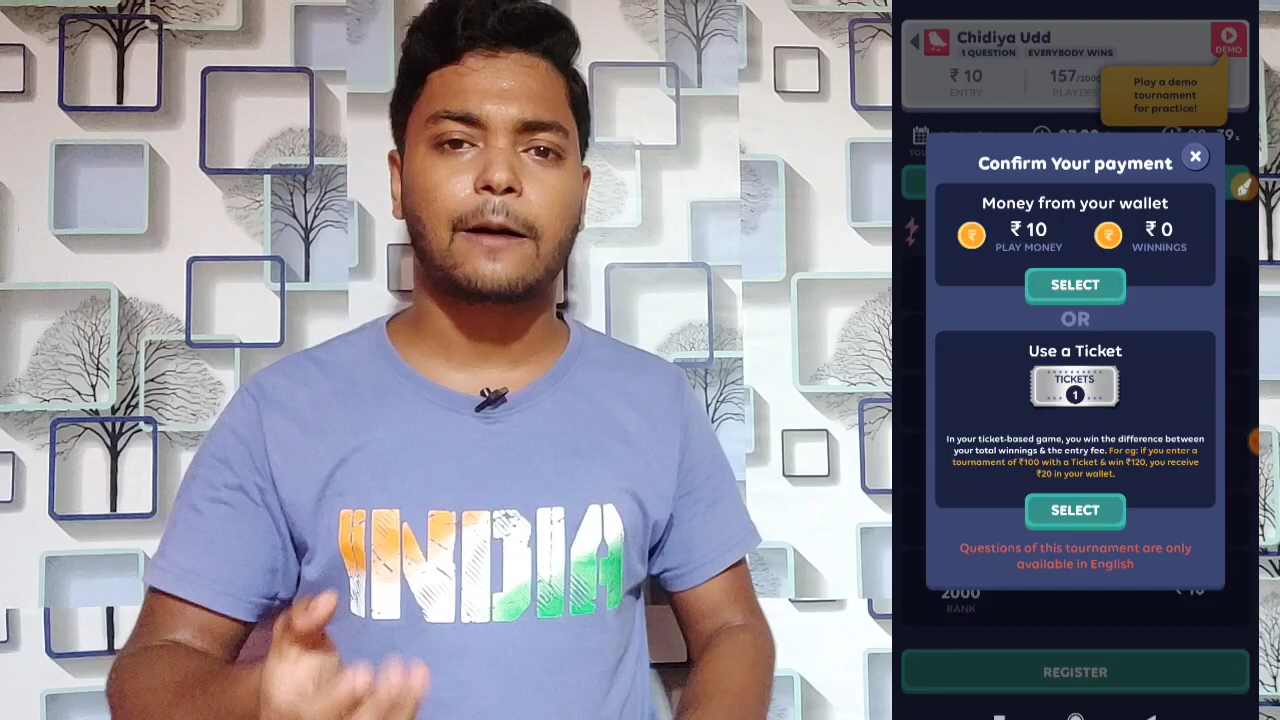 INDIA
Chidiya Udd
1 QUESTION EVERYBODY WINS
DEMO
₹ 10
157/2000
ENTRY
PLAYERS
Play a demo
tournament
for practice!
Confirm Your payment
Money from your wallet
₹ 10
₹ 0
PLAY MONEY
WINNINGS
SELECT
OR
Use a Ticket
TICKETS
1
In your ticket-based game, you win the difference between
your total winnings & the entry fee. For eg: if you enter a
tournament of ₹100 with a Ticket & win ₹120, you receive
₹20 in your wallet.
SELECT
Questions of this tournament are only
available in English
2000
RANK
REGISTER